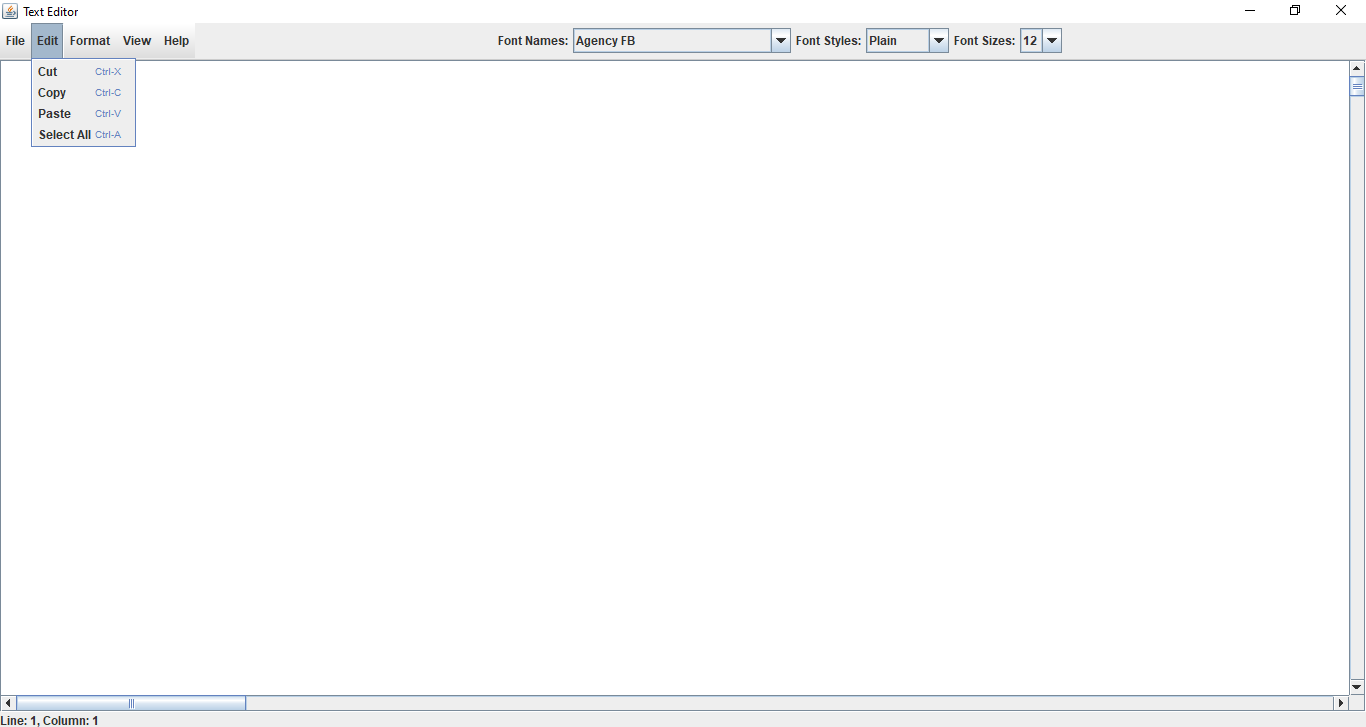 Text Editor
File Edit Format View Help Font Names: Agency FB Font Styles: Plain Font Sizes: 12
Cut Ctrl-X
Copy Ctrl-C
Paste Ctrl-V
Select All Ctrl-A
Line: 1, Column: 1